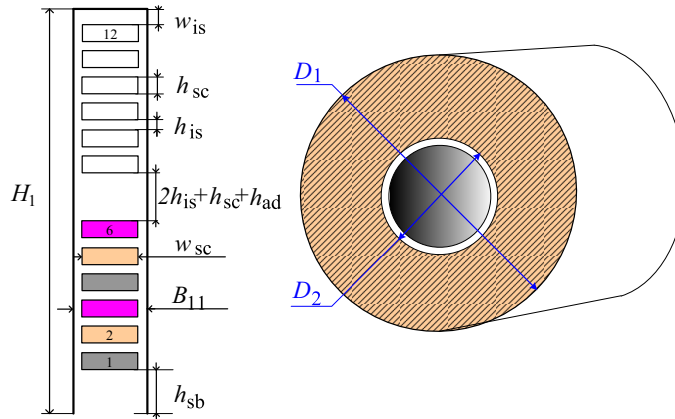 w_is
12
h_sc
h_is
H_1
2h_is+h_sc+h_ad
6
w_sc
B_11
2
1
h_sb
D_1
D_2